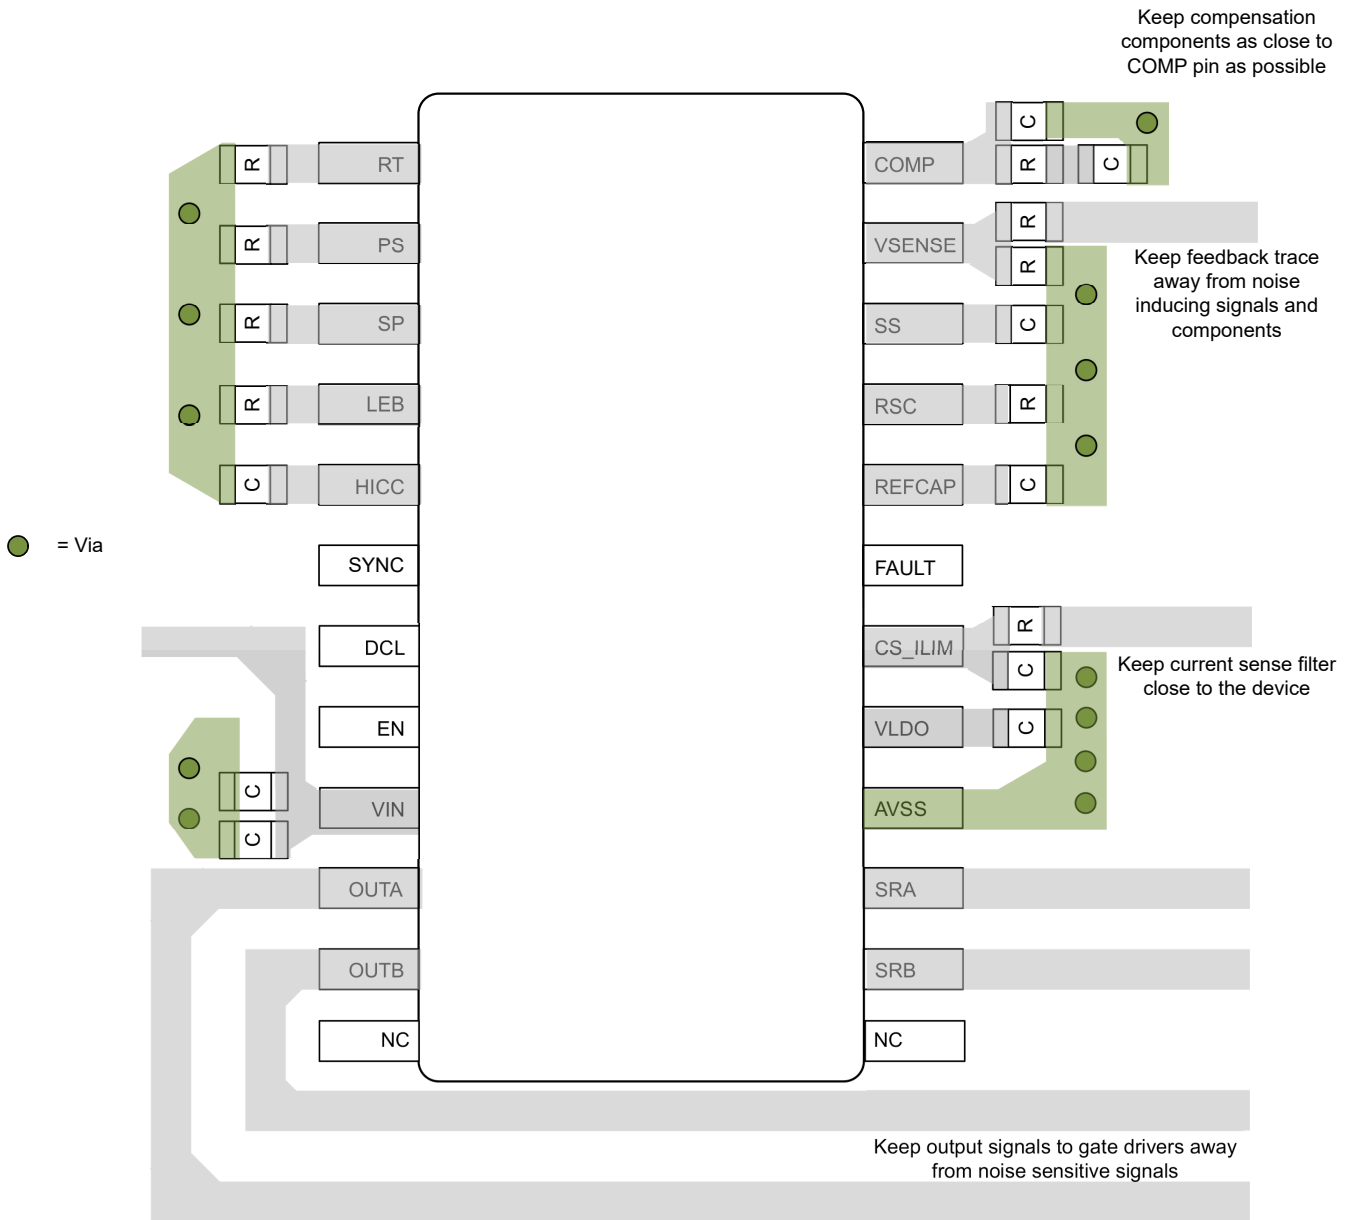 Keep compensation
components as close to
COMP pin as possible
C
R
RT
COMP
R
C
R
R
PS
VSENSE
R
Keep feedback trace
away from noise
inducing signals and
components
R
SP
SS
C
R
LEB
RSC
R
C
HICC
REFCAP
C
= Via
SYNC
FAULT
R
DCL
CS_ILIM
C
Keep current sense filter
close to the device
EN
VLDO
C
C
VIN
AVSS
C
OUTA
SRA
OUTB
SRB
NC
NC
Keep output signals to gate drivers away
from noise sensitive signals